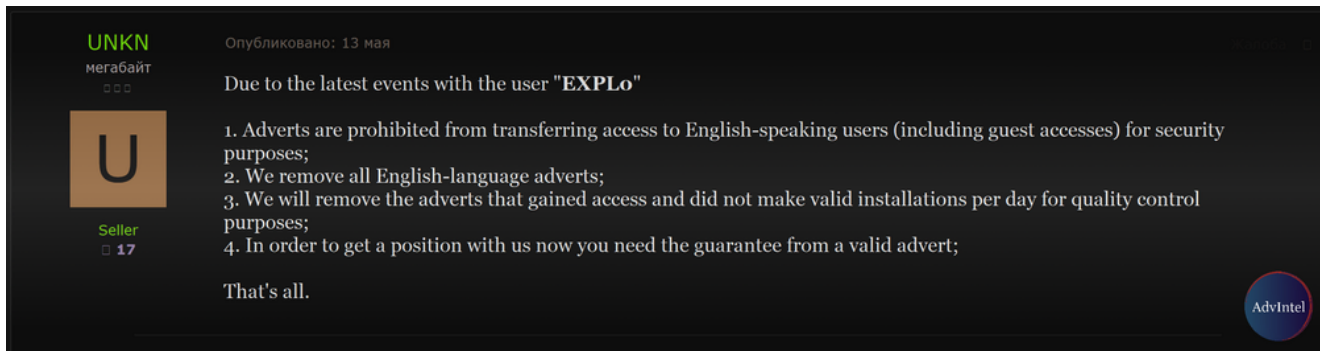 UNKN
мегабайт
Опубликовано: 13 мая
Due to the latest events with the user "EXPLo"
1. Adverts are prohibited from transferring access to English-speaking users (including guest accesses) for security
purposes;
2. We remove all English-language adverts;
3. We will remove the adverts that gained access and did not make valid installations per day for quality control
purposes;
4. In order to get a position with us now you need the guarantee from a valid advert;
That's all.
U
Seller
17
AdvIntel